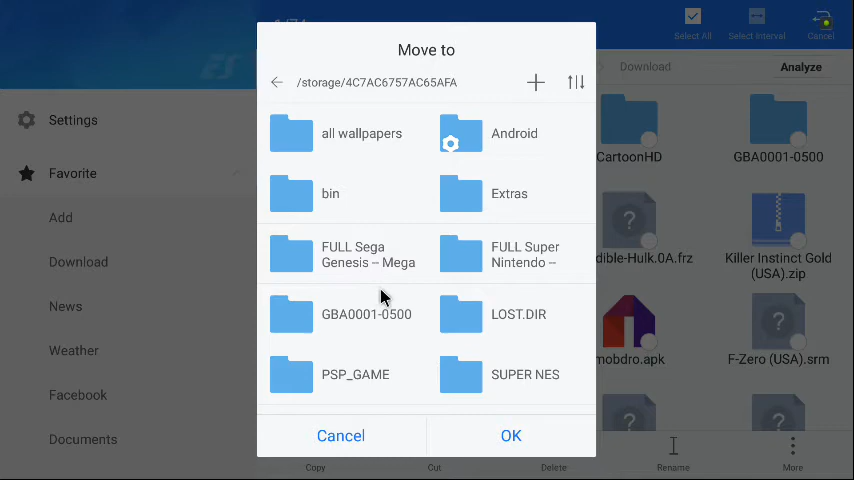 Select All
Select Interval
Cancel
Move to
/storage/4C7AC6757AC65AFA
Download
Analyze
Settings
Favorite
Add
Download
News
Weather
Facebook
Documents
all wallpapers
Android
bin
Extras
FULL Sega
Genesis -- Mega
FULL Super
Nintendo --
GBA0001-0500
LOST.DIR
PSP_GAME
SUPER NES
Cancel
OK
CartoonHD
GBA0001-0500
dible-Hulk.0A.frz
Killer Instinct Gold
(USA).zip
mobdro.apk
F-Zero (USA).srm
Copy
Cut
Delete
Rename
More